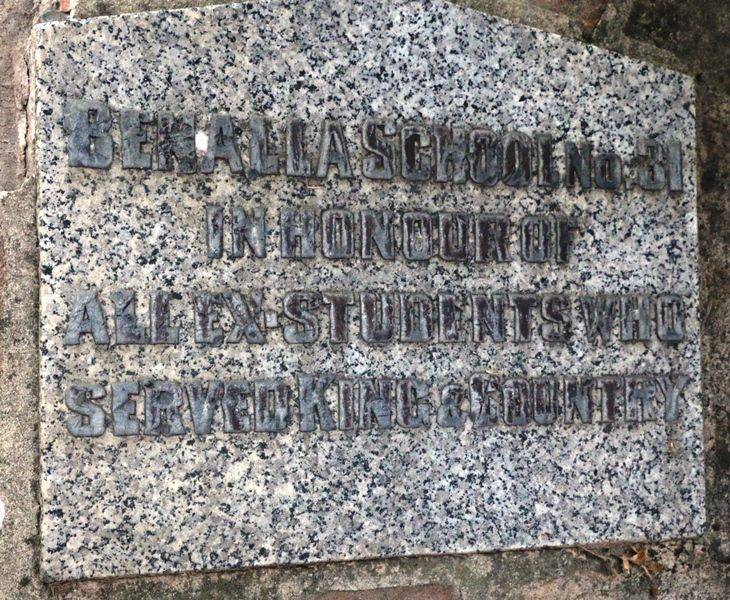 BENALLA SCHOOL No. 31
IN HONOUR OF
ALL EX-STUDENTS WHO
SERVED KING & COUNTRY